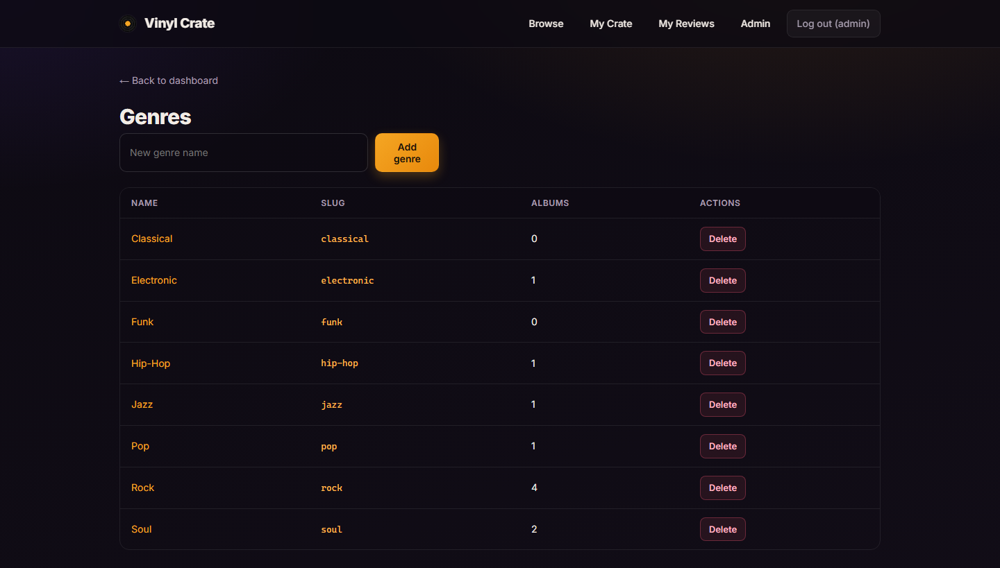 Vinyl Crate
Browse My Crate My Reviews Admin Log out (admin)
← Back to dashboard
Genres
New genre name
Add
genre
NAME SLUG ALBUMS ACTIONS
Classical classical 0 Delete
Electronic electronic 1 Delete
Funk funk 0 Delete
Hip-Hop hip-hop 1 Delete
Jazz jazz 1 Delete
Pop pop 1 Delete
Rock rock 4 Delete
Soul soul 2 Delete